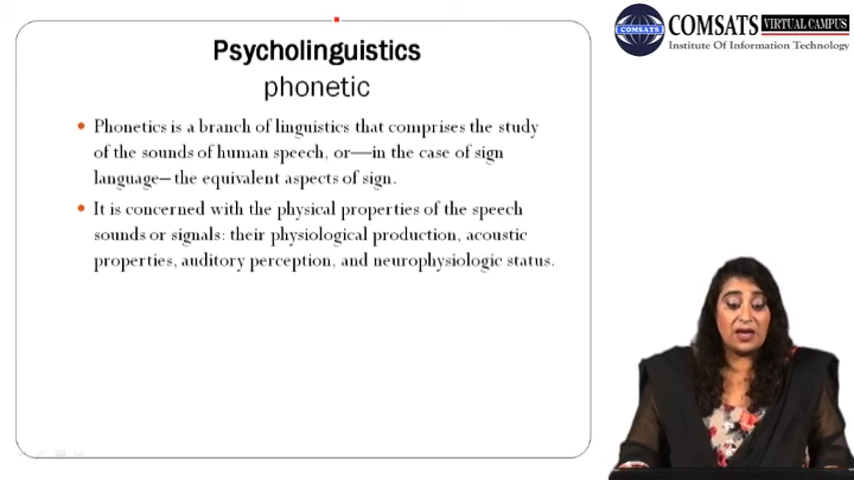 Psycholinguistics
phonetic
• Phonetics is a branch of linguistics that comprises the study
of the sounds of human speech, or—in the case of sign
language– the equivalent aspects of sign.
• It is concerned with the physical properties of the speech
sounds or signals: their physiological production, acoustic
properties, auditory perception, and neurophysiologic status.
COMSATS
COMSATS VIRTUAL CAMPUS
Institute Of Information Technology